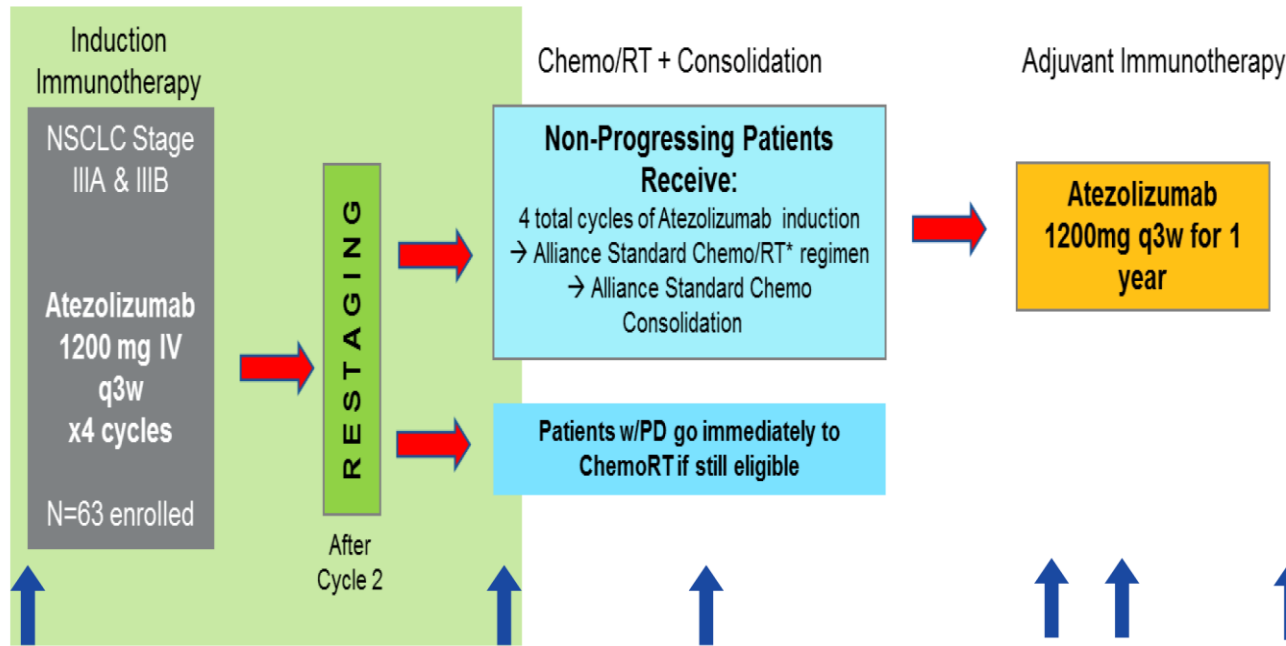 Induction
Immunotherapy
NSCLC Stage
IIIA & IIIB
Atezolizumab
1200 mg IV
q3w
x4 cycles
N=63 enrolled
RESTAGING
After
Cycle 2
Chemo/RT + Consolidation
Non-Progressing Patients
Receive:
4 total cycles of Atezolizumab induction
→ Alliance Standard Chemo/RT* regimen
→ Alliance Standard Chemo
Consolidation
Patients w/PD go immediately to
ChemoRT if still eligible
Adjuvant Immunotherapy
Atezolizumab
1200mg q3w for 1
year